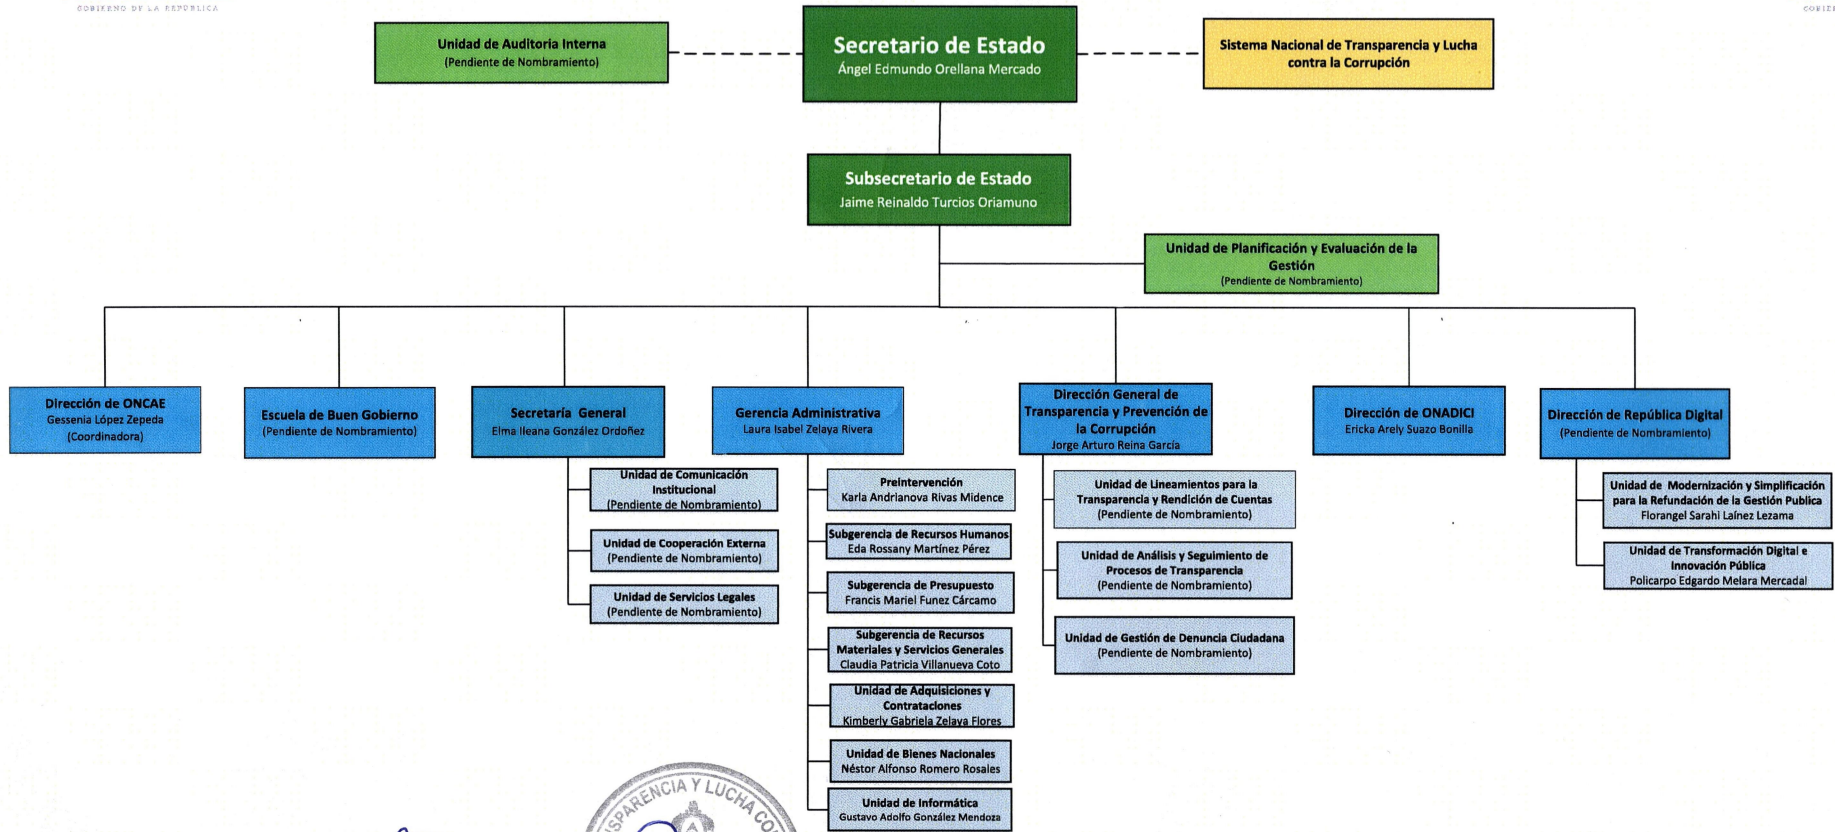 GOBIERNO DE LA REPÚBLICA
Unidad de Auditoria Interna
(Pendiente de Nombramiento)
Secretario de Estado
Ángel Edmundo Orellana Mercado
Sistema Nacional de Transparencia y Lucha
contra la Corrupción
Subsecretario de Estado
Jaime Reinaldo Turcios Oriamuno
Unidad de Planificación y Evaluación de la
Gestión
(Pendiente de Nombramiento)
Dirección de ONCAE
Gessenia López Zepeda
(Coordinadora)
Escuela de Buen Gobierno
(Pendiente de Nombramiento)
Secretaría General
Elma Ileana González Ordoñez
Unidad de Comunicación
Institucional
(Pendiente de Nombramiento)
Unidad de Cooperación Externa
(Pendiente de Nombramiento)
Unidad de Servicios Legales
(Pendiente de Nombramiento)
Gerencia Administrativa
Laura Isabel Zelaya Rivera
Preintervención
Karla Andrianova Rivas Midence
Subgerencia de Recursos Humanos
Eda Rossany Martínez Pérez
Subgerencia de Presupuesto
Francis Mariel Funez Cárcamo
Subgerencia de Recursos
Materiales y Servicios Generales
Claudia Patricia Villanueva Coto
Unidad de Adquisiciones y
Contrataciones
Kimberly Gabriela Zelaya Flores
Unidad de Bienes Nacionales
Néstor Alfonso Romero Rosales
Unidad de Informática
Gustavo Adolfo González Mendoza
Dirección General de
Transparencia y Prevención de
la Corrupción
Jorge Arturo Reina García
Unidad de Lineamientos para la
Transparencia y Rendición de Cuentas
(Pendiente de Nombramiento)
Unidad de Análisis y Seguimiento de
Procesos de Transparencia
(Pendiente de Nombramiento)
Unidad de Gestión de Denuncia Ciudadana
(Pendiente de Nombramiento)
Dirección de ONADICI
Ericka Arely Suazo Bonilla
Dirección de República Digital
(Pendiente de Nombramiento)
Unidad de Modernización y Simplificación
para la Refundación de la Gestión Publica
Florangel Sarahi Laínez Lezama
Unidad de Transformación Digital e
Innovación Pública
Policarpo Edgardo Melara Mercadal
SPARENCIA Y LUCHA CO